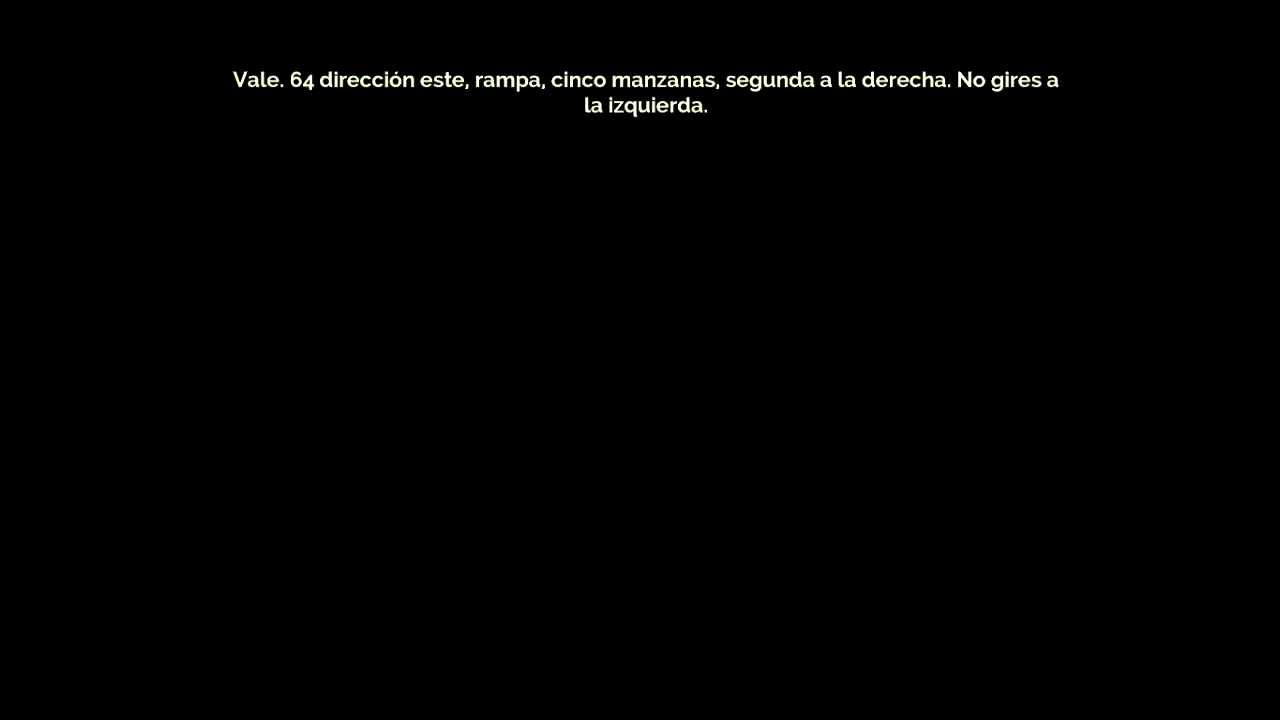 Vale. 64 dirección este, rampa, cinco manzanas, segunda a la derecha. No gires a
la izquierda.